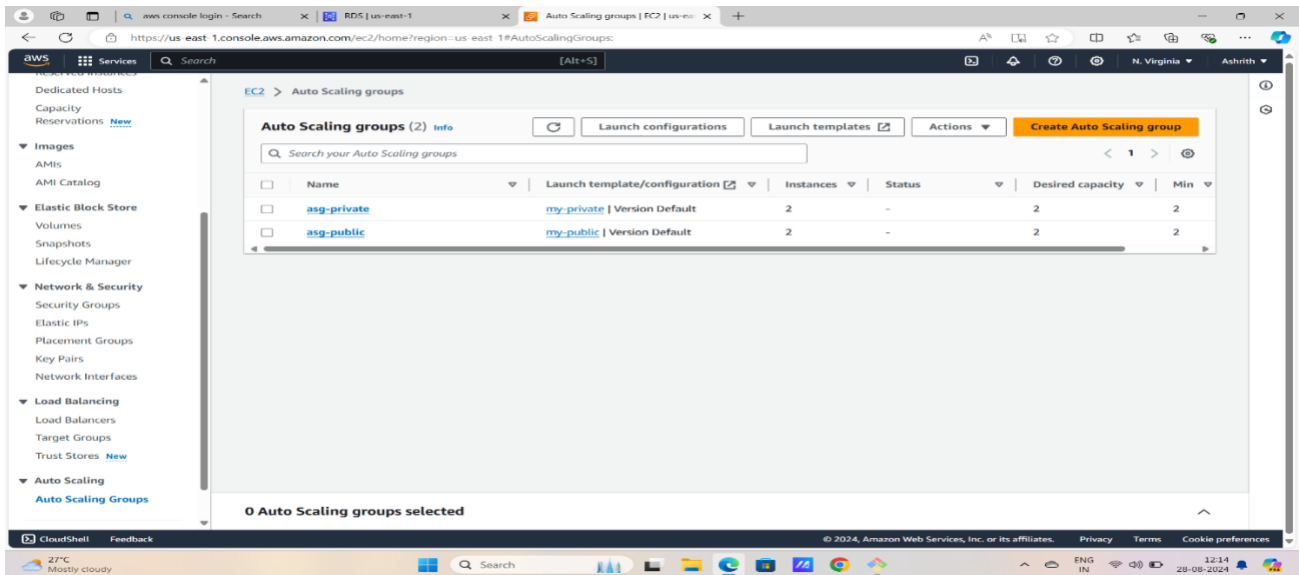 aws console login - Search
RDS | us-east-1
Auto Scaling groups | EC2 | us-ea
https://us-east-1.console.aws.amazon.com/ec2/home?region=us-east-1#AutoScalingGroups:
aws Services Search [Alt+S] N. Virginia Ashrith
Reserved Instances
Dedicated Hosts
Capacity
Reservations New
Images
AMIs
AMI Catalog
Elastic Block Store
Volumes
Snapshots
Lifecycle Manager
Network & Security
Security Groups
Elastic IPs
Placement Groups
Key Pairs
Network Interfaces
Load Balancing
Load Balancers
Target Groups
Trust Stores New
Auto Scaling
Auto Scaling Groups
EC2 > Auto Scaling groups
Auto Scaling groups (2) Info Launch configurations Launch templates Actions Create Auto Scaling group
Search your Auto Scaling groups < 1 >
Name Launch template/configuration Instances Status Desired capacity Min
asg-private my-private | Version Default 2 - 2 2
asg-public my-public | Version Default 2 - 2 2
0 Auto Scaling groups selected
CloudShell Feedback © 2024, Amazon Web Services, Inc. or its affiliates. Privacy Terms Cookie preferences
27°C
Mostly cloudy
Search
ENG
IN
12:14
28-08-2024